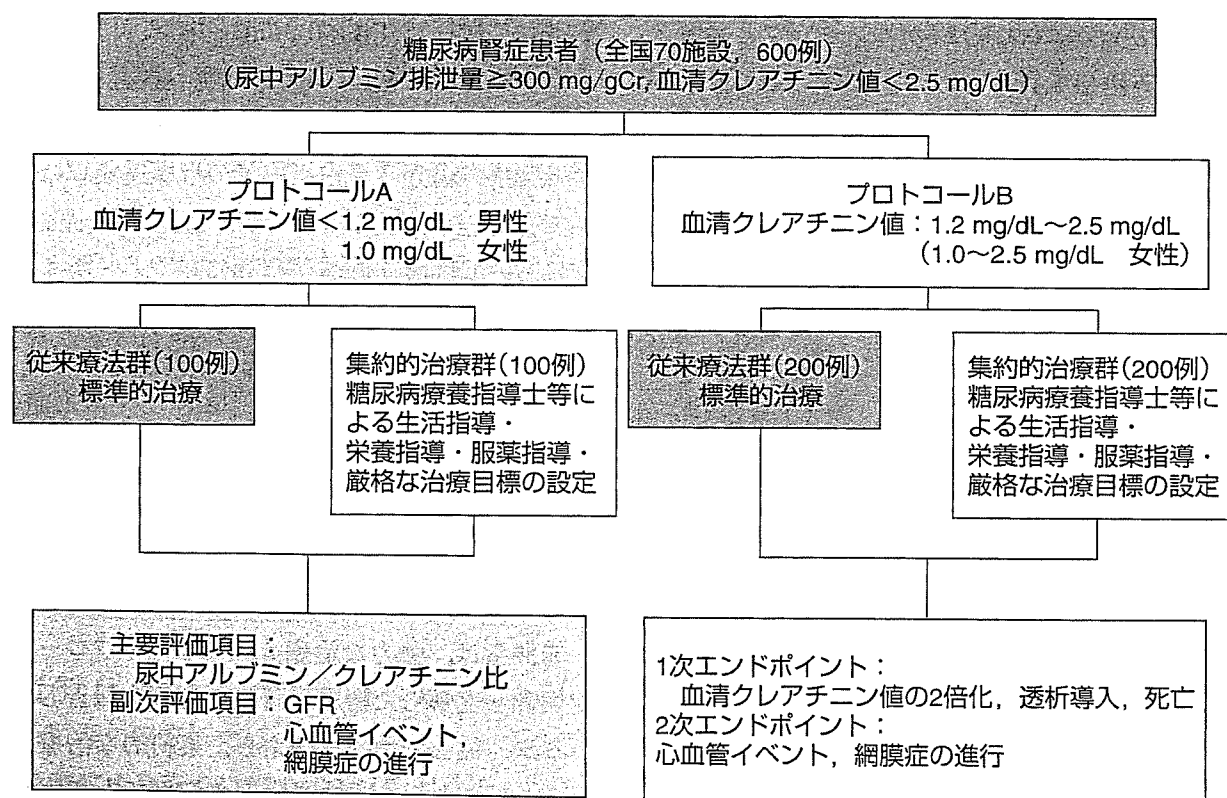 糖尿病腎症患者（全国70施設，600例）
（尿中アルブミン排泄量≧300 mg/gCr, 血清クレアチニン値＜2.5 mg/dL）
プロトコールA
血清クレアチニン値＜1.2 mg/dL 男性
1.0 mg/dL 女性
プロトコールB
血清クレアチニン値：1.2 mg/dL～2.5 mg/dL
（1.0～2.5 mg/dL 女性）
従来療法群（100例）
標準的治療
集約的治療群（100例）
糖尿病療養指導士等に
よる生活指導・
栄養指導・服薬指導・
厳格な治療目標の設定
従来療法群（200例）
標準的治療
集約的治療群（200例）
糖尿病療養指導士等に
よる生活指導・
栄養指導・服薬指導・
厳格な治療目標の設定
主要評価項目：
尿中アルブミン／クレアチニン比
副次評価項目：GFR
心血管イベント，
網膜症の進行
1次エンドポイント：
血清クレアチニン値の2倍化，透析導入，死亡
2次エンドポイント：
心血管イベント，網膜症の進行